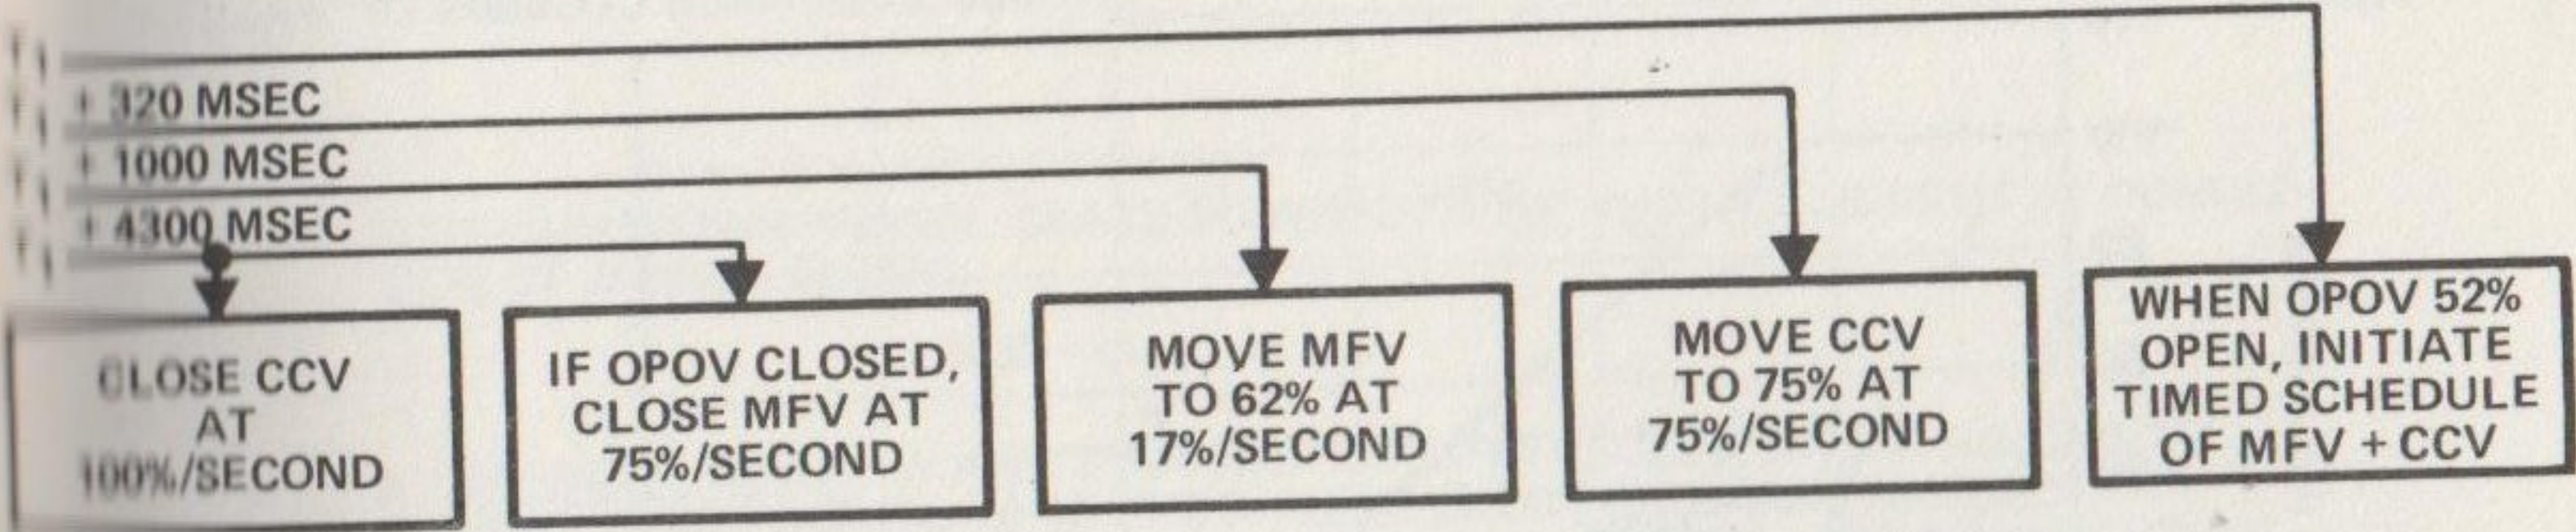 + 320 MSEC
+ 1000 MSEC
+ 4300 MSEC
CLOSE CCV
AT
100%/SECOND
IF OPOV CLOSED,
CLOSE MFV AT
75%/SECOND
MOVE MFV
TO 62% AT
17%/SECOND
MOVE CCV
TO 75% AT
75%/SECOND
WHEN OPOV 52%
OPEN, INITIATE
TIMED SCHEDULE
OF MFV + CCV